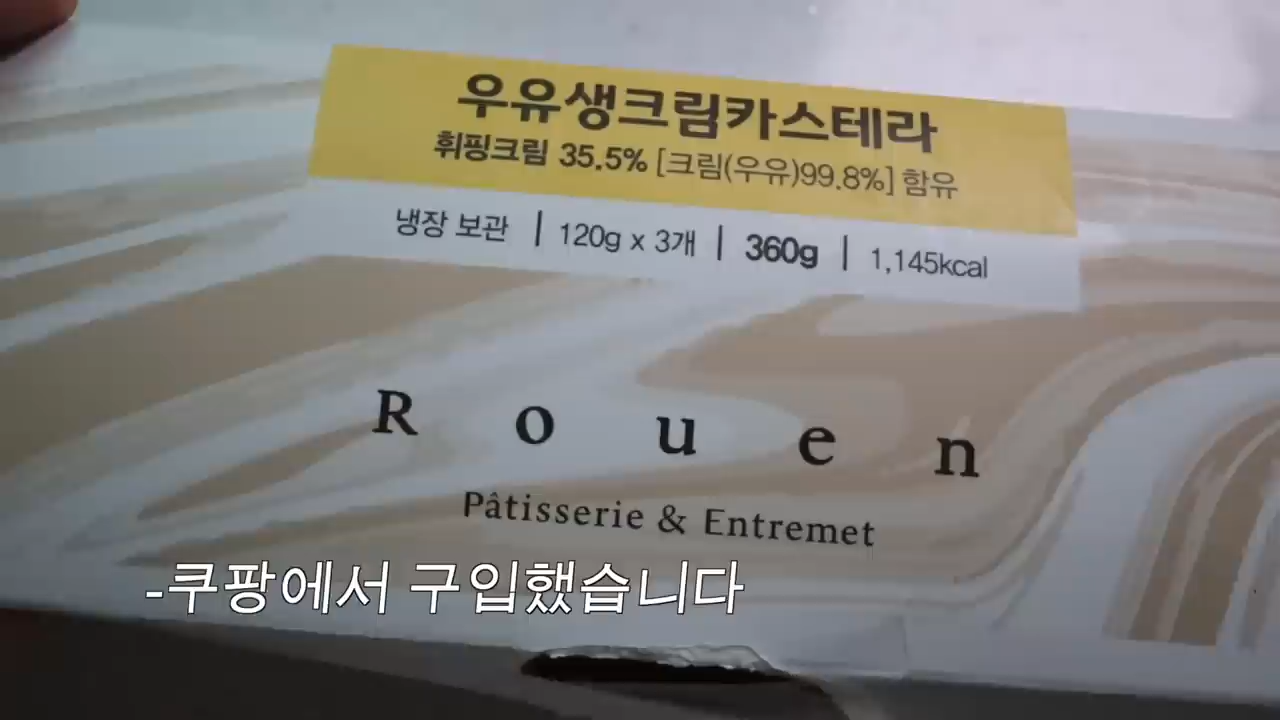 우유생크림카스테라
휘핑크림 35.5% [크림(우유)99.8%] 함유
냉장 보관 | 120g x 3개 | 360g | 1,145kcal
Rouen
Pâtisserie & Entremet
-쿠팡에서 구입했습니다